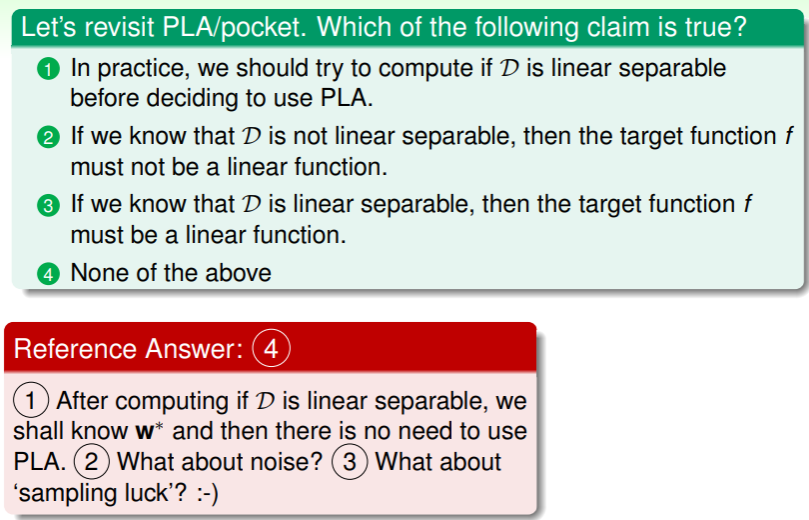 Let's revisit PLA/pocket. Which of the following claim is true?
1 In practice, we should try to compute if 𝒟 is linear separable
before deciding to use PLA.
2 If we know that 𝒟 is not linear separable, then the target function f
must not be a linear function.
3 If we know that 𝒟 is linear separable, then the target function f
must be a linear function.
4 None of the above
Reference Answer: ④
① After computing if 𝒟 is linear separable, we
shall know w* and then there is no need to use
PLA. ② What about noise? ③ What about
'sampling luck'? :-)